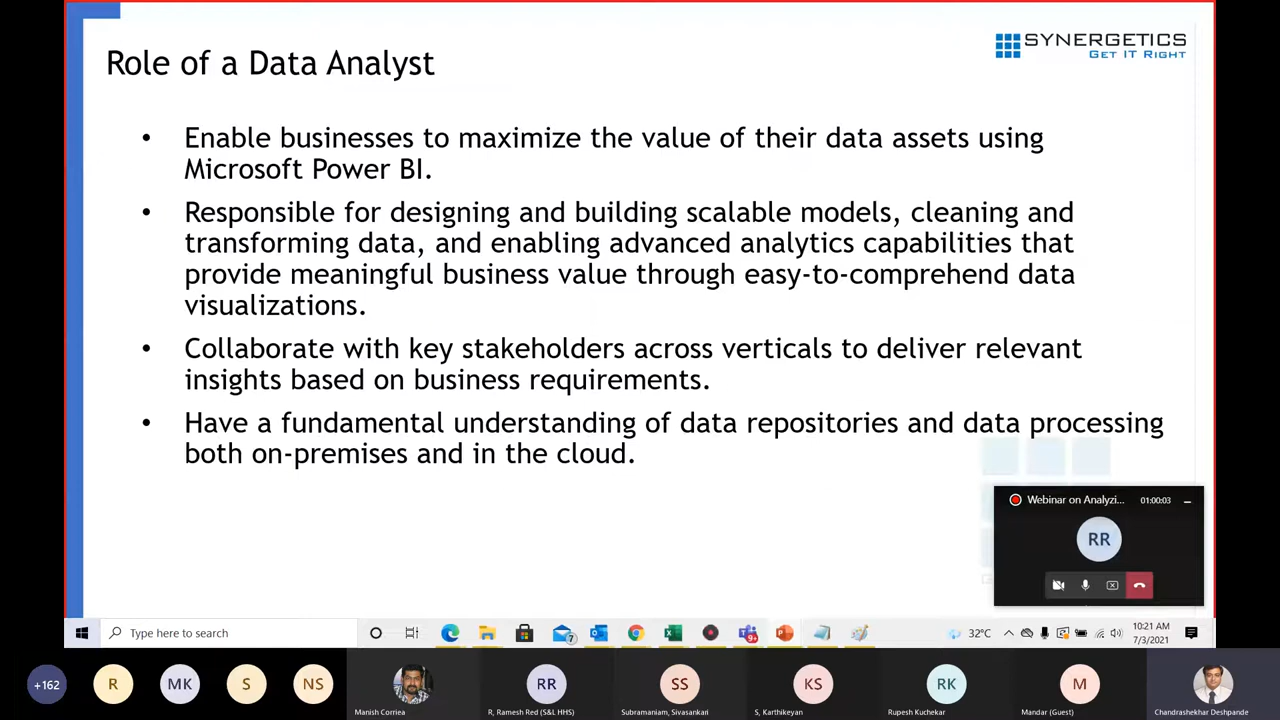 SYNERGETICS
GET IT RIGHT
Role of a Data Analyst
• Enable businesses to maximize the value of their data assets using
Microsoft Power BI.
• Responsible for designing and building scalable models, cleaning and
transforming data, and enabling advanced analytics capabilities that
provide meaningful business value through easy-to-comprehend data
visualizations.
• Collaborate with key stakeholders across verticals to deliver relevant
insights based on business requirements.
• Have a fundamental understanding of data repositories and data processing
both on-premises and in the cloud.
Webinar on Analyzi... 01:00:03
RR
Type here to search
7
9+
32°C
10:21 AM
7/3/2021
+162
R
MK
S
NS
RR
SS
KS
RK
M
Manish Corriea
R, Ramesh Red (S&L HHS)
Subramaniam, Sivasankari
S, Karthikeyan
Rupesh Kuchekar
Mandar (Guest)
Chandrashekhar Deshpande